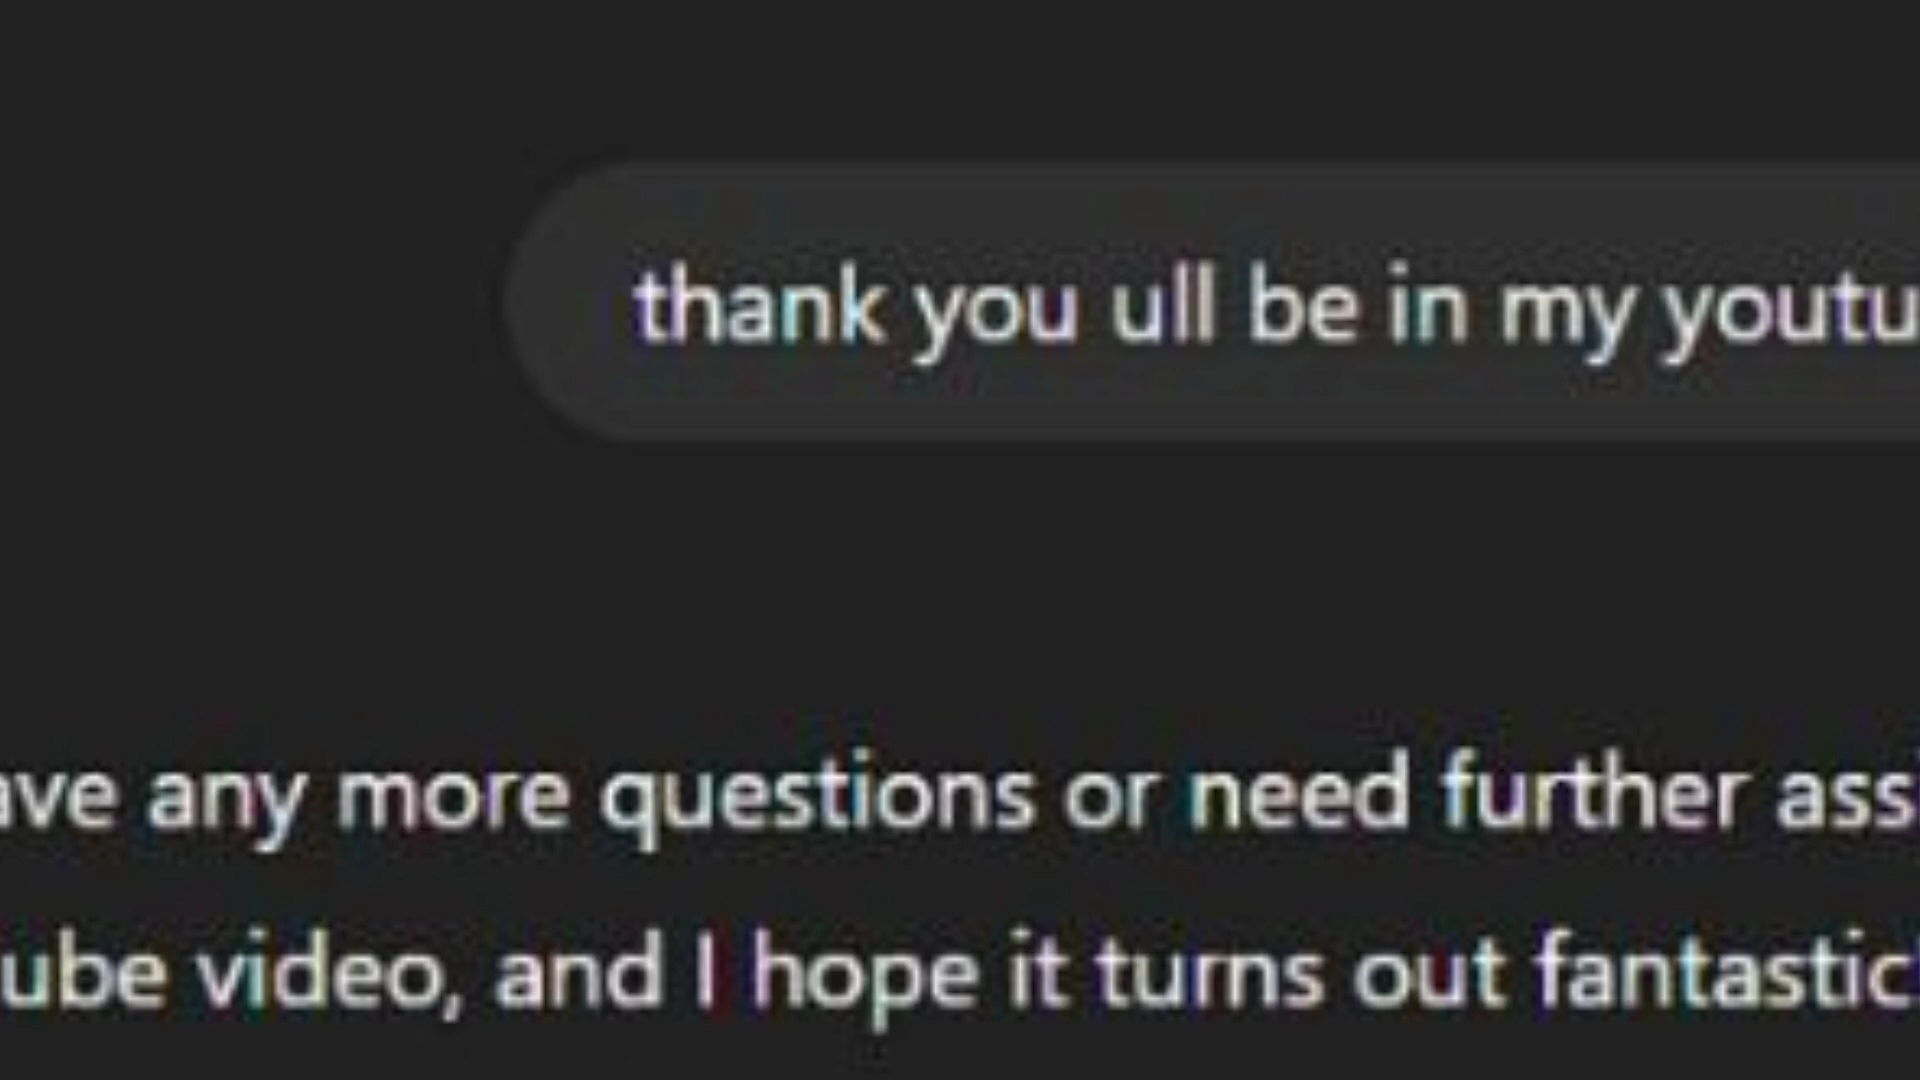 thank you ull be in my youtu
ave any more questions or need further ass
ube video, and I hope it turns out fantastic